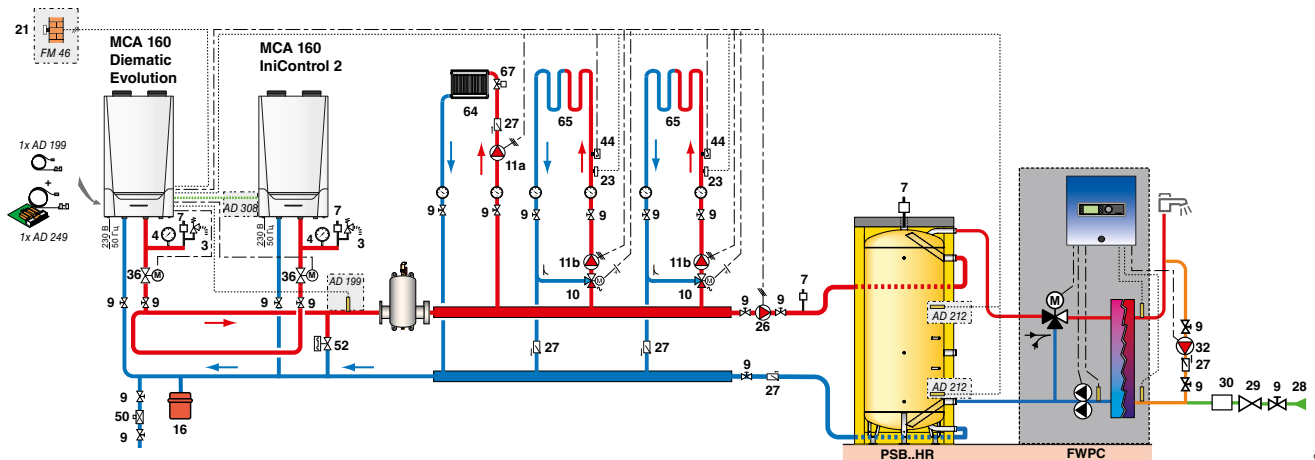 21
FM 46
MCA 160
Diematic
Evolution
MCA 160
IniControl 2
1x AD 199
+
1x AD 249
230 В
50 Гц
AD 308
230 В
50 Гц
4
7
3
4
7
3
36
M
36
M
9
9
9
9
AD 199
52
9
50
9
16
64
67
27
11a
9
9
65
44
23
9
9
11b
10
65
44
23
9
9
11b
10
27
27
9
27
9
26
9
7
7
AD 212
AD 212
PSB..HR
M
FWPC
9
32
27
9
30
29
9
28